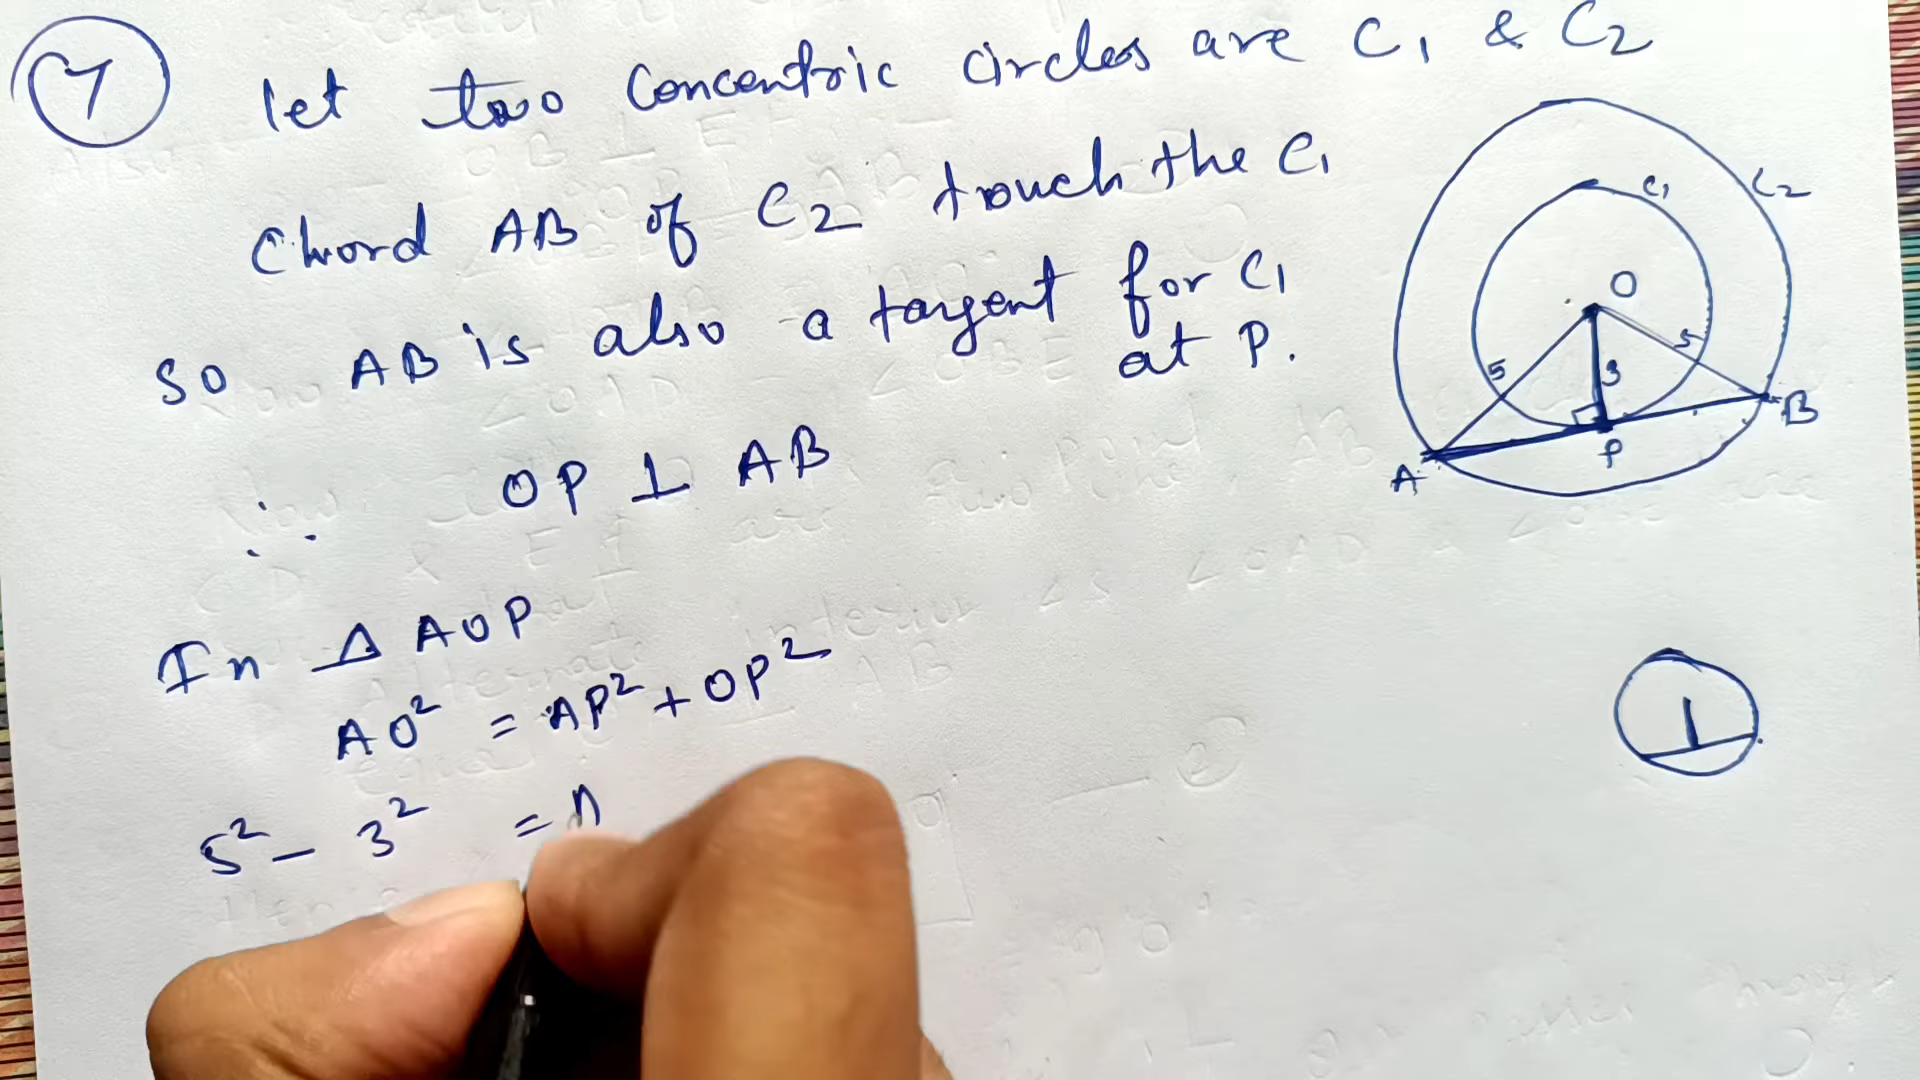 7 let two Concentric Circles are C1 & C2
Chord AB of C2 touch the C1
so AB is also a tangent for C1
at P.
∴ OP ⊥ AB
In △ AOP
AO² = AP² + OP²
5² - 3² = A
C1
C2
O
5
5
3
A
P
B